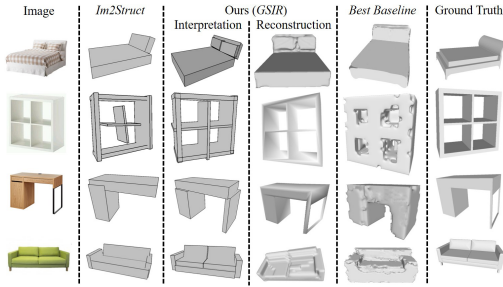 Image
Im2Struct
Ours (GSIR)
Interpretation
Reconstruction
Best Baseline
Ground Truth